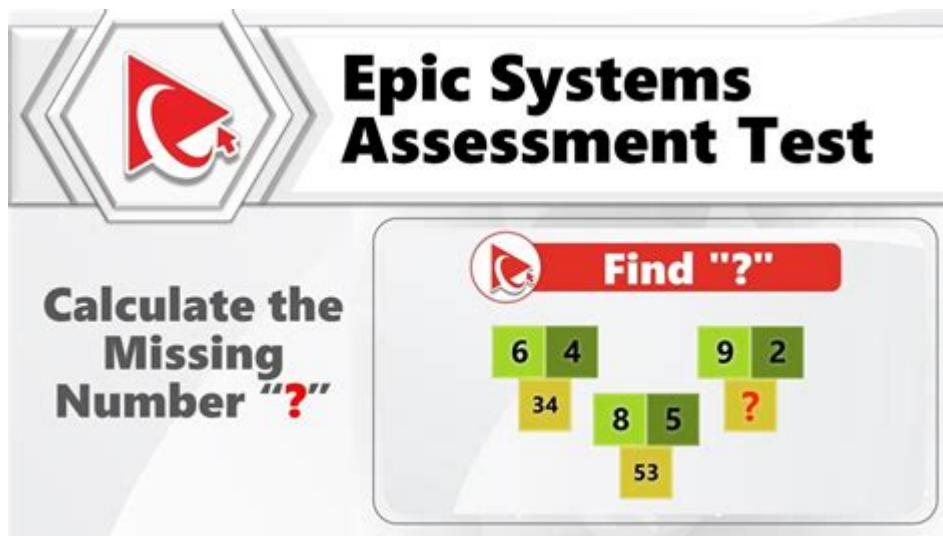 Epic Systems
Assessment Test
Calculate the
Missing
Number “?”
Find "?"
6 4
34
8 5
53
9 2
?